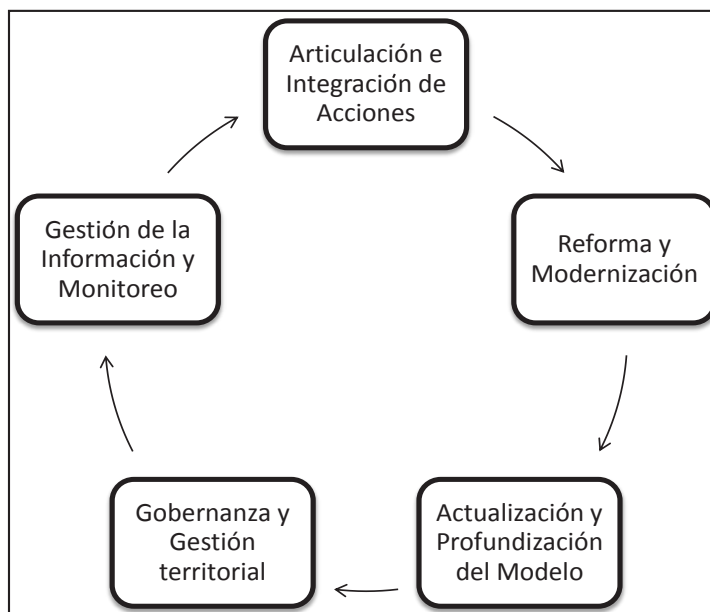 Articulación e
Integración de
Acciones
Reforma y
Modernización
Actualización y
Profundización
del Modelo
Gobernanza y
Gestión
territorial
Gestión de la
Información y
Monitoreo